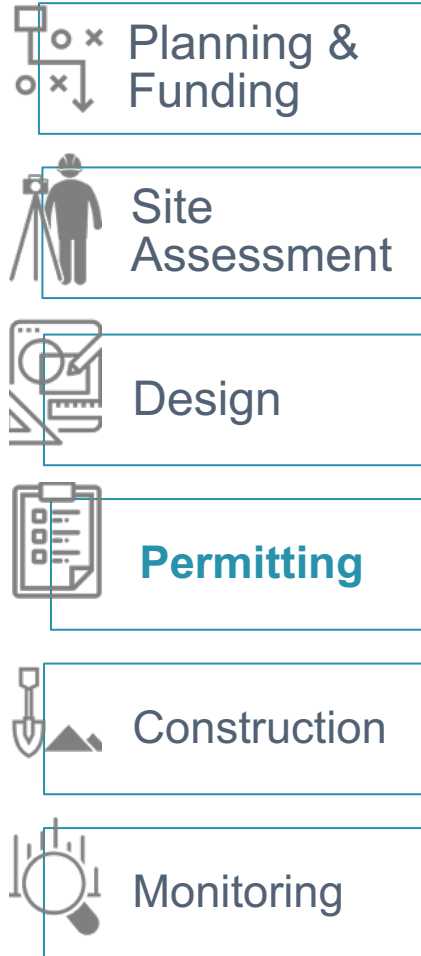 Planning &
Funding
Site
Assessment
Design
Permitting
Construction
Monitoring